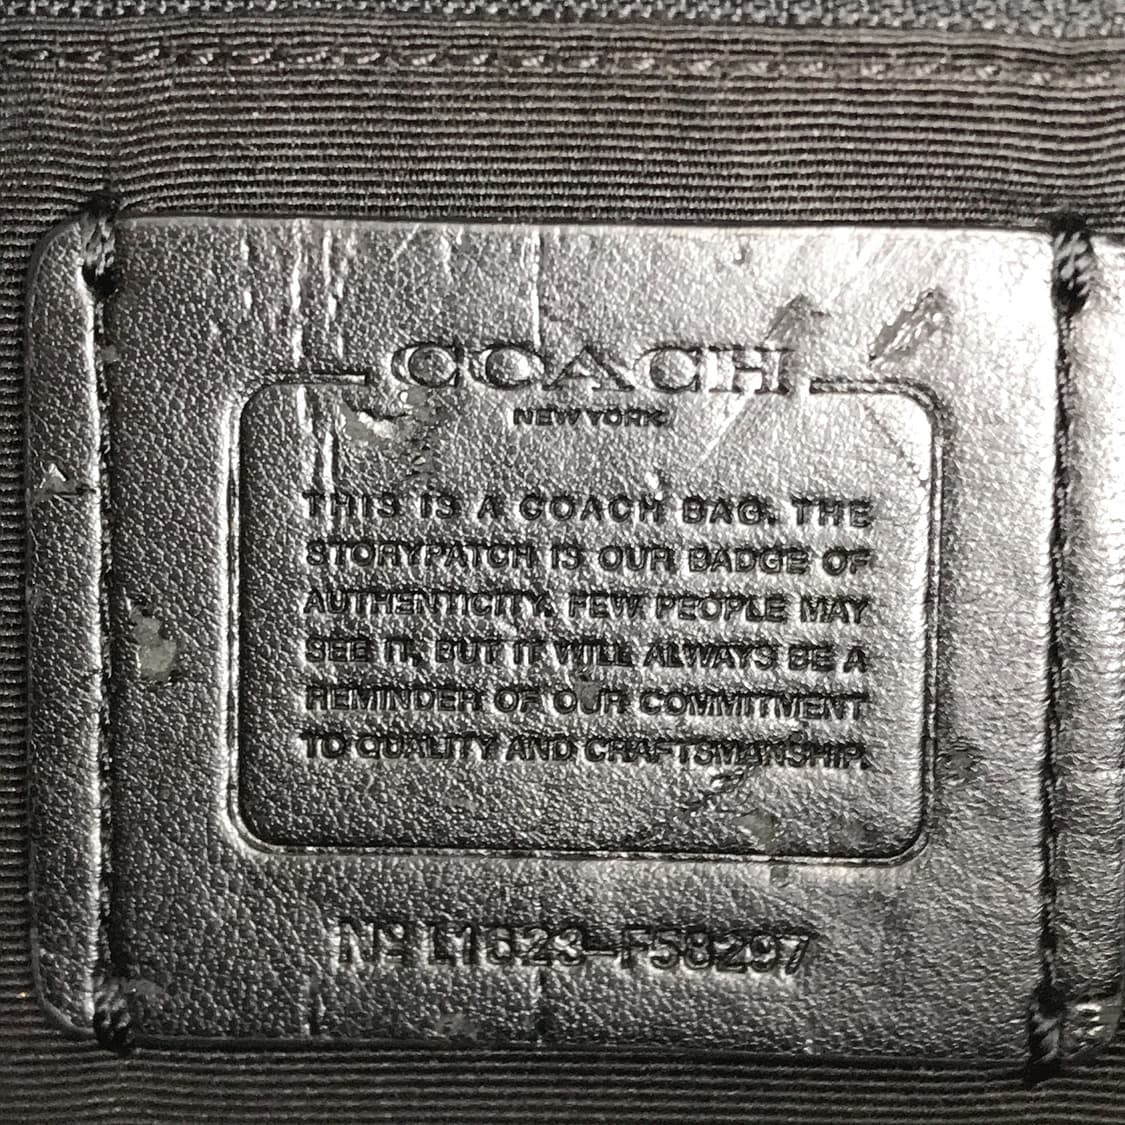 COACH
NEW YORK
THIS IS A COACH BAG. THE
STORYPATCH IS OUR BADGE OF
AUTHENTICITY. FEW PEOPLE MAY
SEE IT, BUT IT WILL ALWAYS BE A
REMINDER OF OUR COMMITMENT
TO QUALITY AND CRAFTSMANSHIP.
Nº L1623-F58297